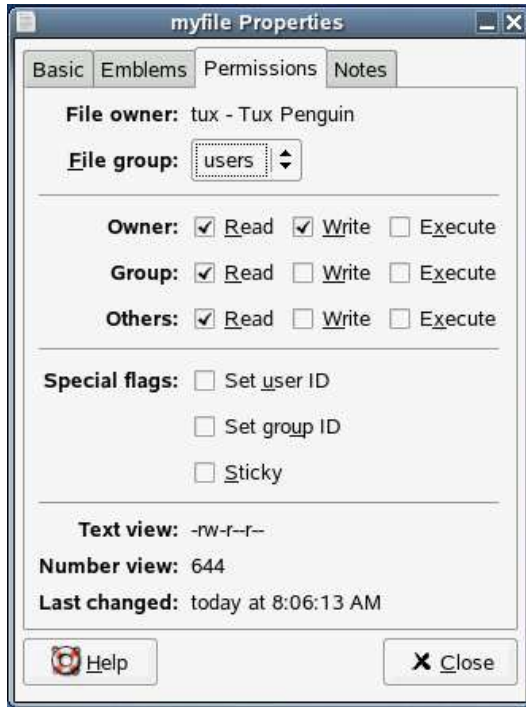 myfile Properties
Basic Emblems Permissions Notes
File owner: tux - Tux Penguin
File group: users
Owner: Read Write Execute
Group: Read Write Execute
Others: Read Write Execute
Special flags: Set user ID
Set group ID
Sticky
Text view: -rw-r--r--
Number view: 644
Last changed: today at 8:06:13 AM
Help Close